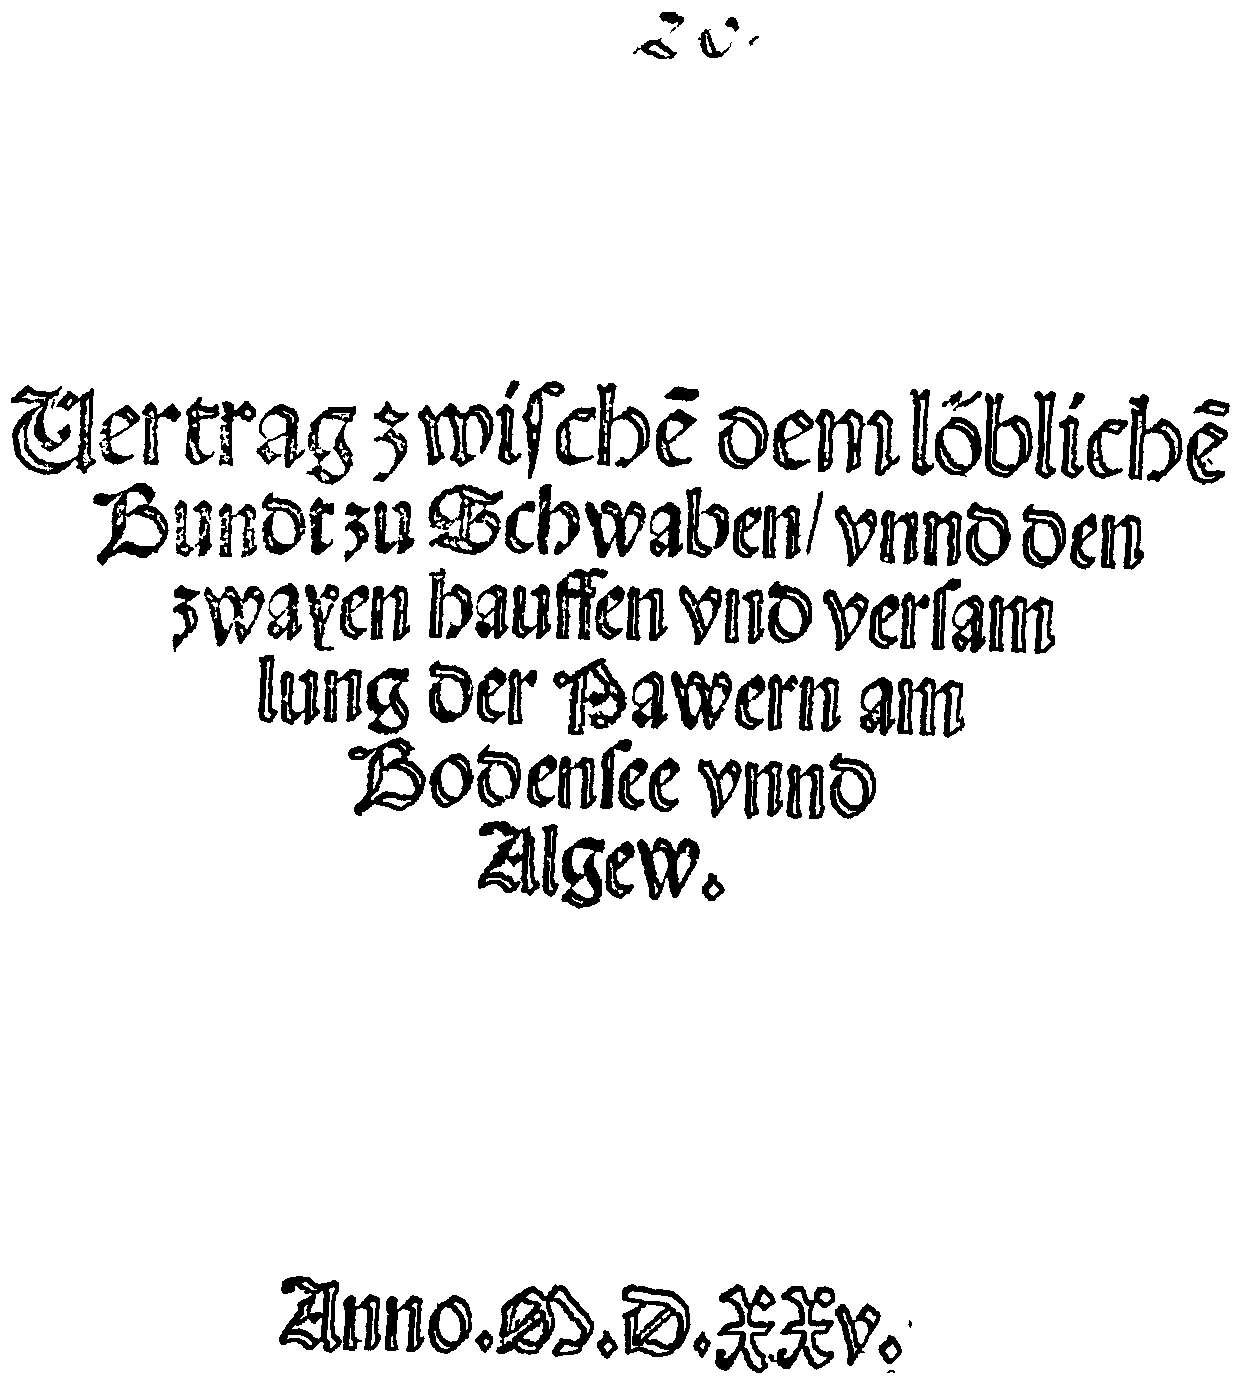 20.
Vertrag zwiſchē dem löblichē
Bundt zu Schwaben/ vnnd den
zwayen hauffen vnd verſam
lung der Pawern am
Bodenſee vnnd
Algew.
Anno.M.D.XXv.